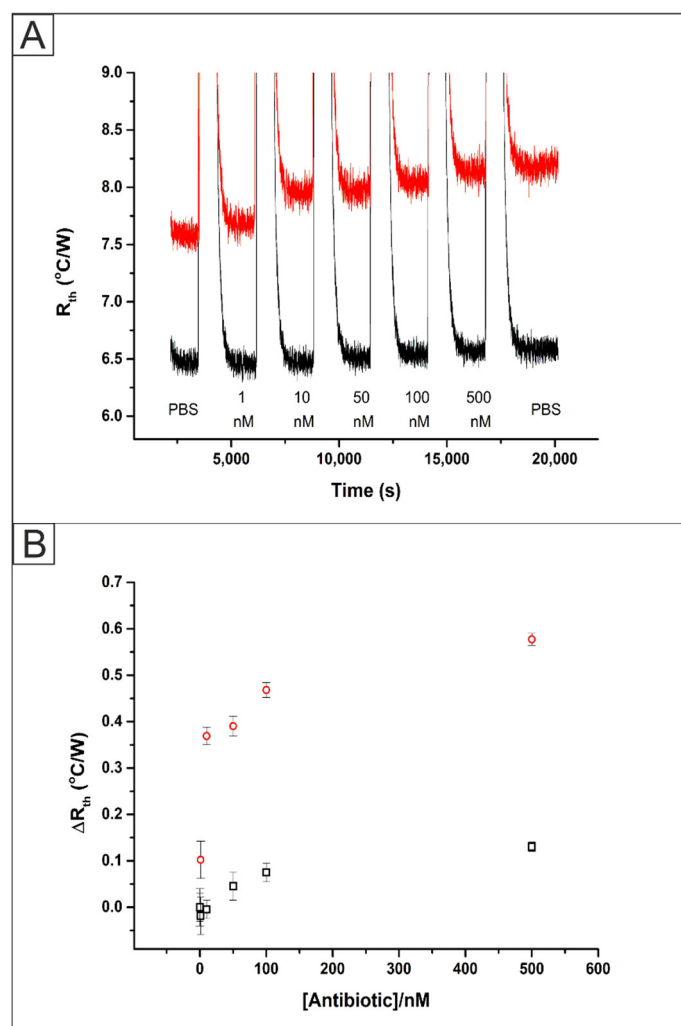 A
9.0
8.5
8.0
7.5
7.0
6.5
6.0
Rth (°C/W)
1 10 50 100 500
PBS nM nM nM nM nM PBS
5,000 10,000 15,000 20,000
Time (s)
B
0.7
0.6
0.5
0.4
0.3
0.2
0.1
0.0
ΔRth (°C/W)
0 100 200 300 400 500 600
[Antibiotic]/nM